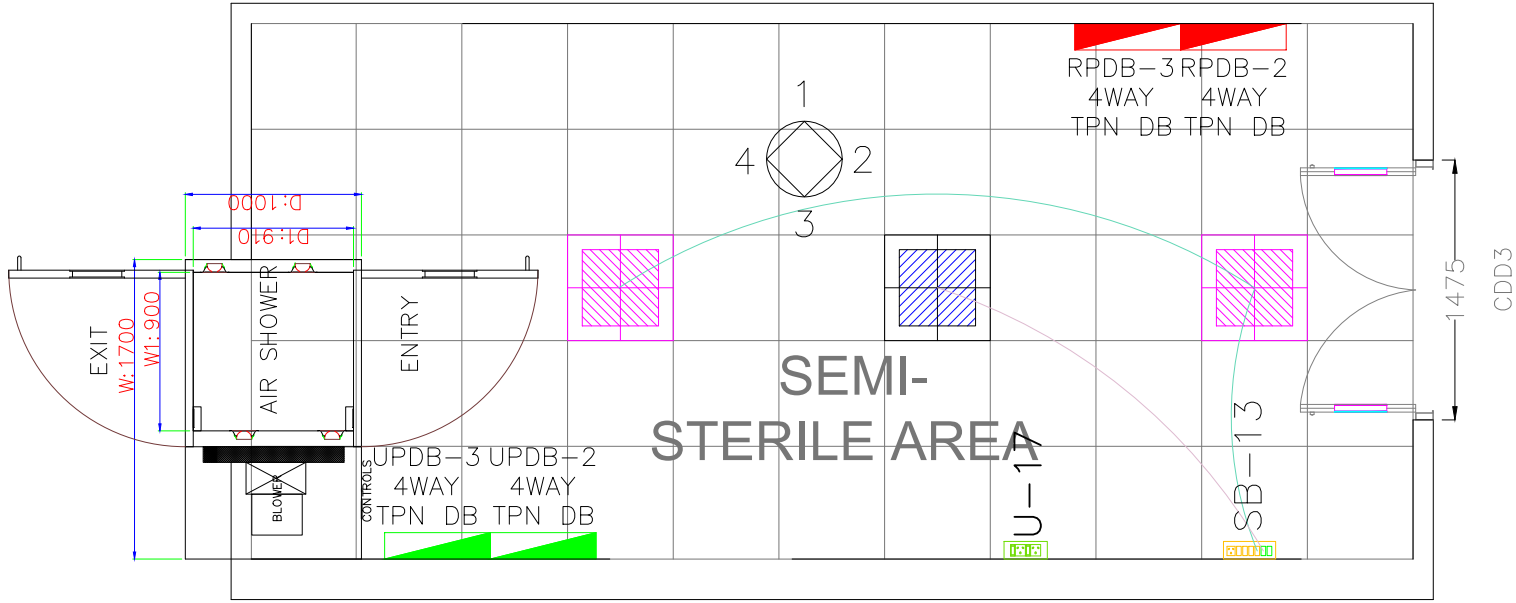 RPDB-3 RPDB-2
4WAY 4WAY
TPN DB TPN DB
1
4 2
3
D:1000
D1:910
EXIT
W:1700
W1:900
AIR SHOWER
ENTRY
1475
CDD3
SEMI-
STERILE AREA
U-17
SB-13
UPDB-3 UPDB-2
4WAY 4WAY
TPN DB TPN DB
CONTROLS
BLOWER